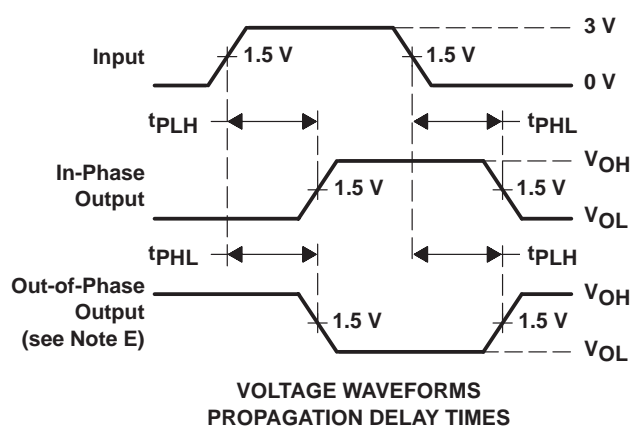 3 V
Input
1.5 V
1.5 V
0 V
tPLH
tPHL
In-Phase
Output
VOH
1.5 V
1.5 V
VOL
tPHL
tPLH
Out-of-Phase
Output
(see Note E)
VOH
1.5 V
1.5 V
VOL
VOLTAGE WAVEFORMS
PROPAGATION DELAY TIMES